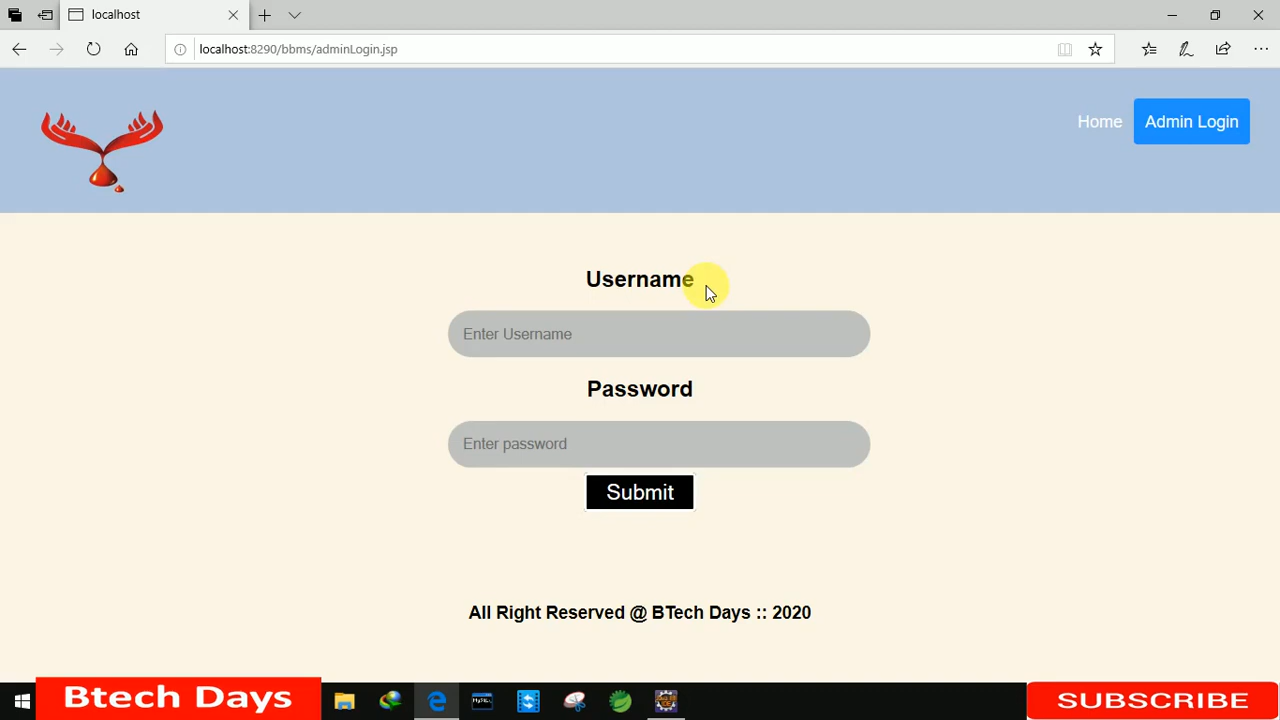 localhost
localhost:8290/bbms/adminLogin.jsp
Home
Admin Login
Username
Enter Username
Password
Enter password
Submit
All Right Reserved @ BTech Days :: 2020
Btech Days
SUBSCRIBE